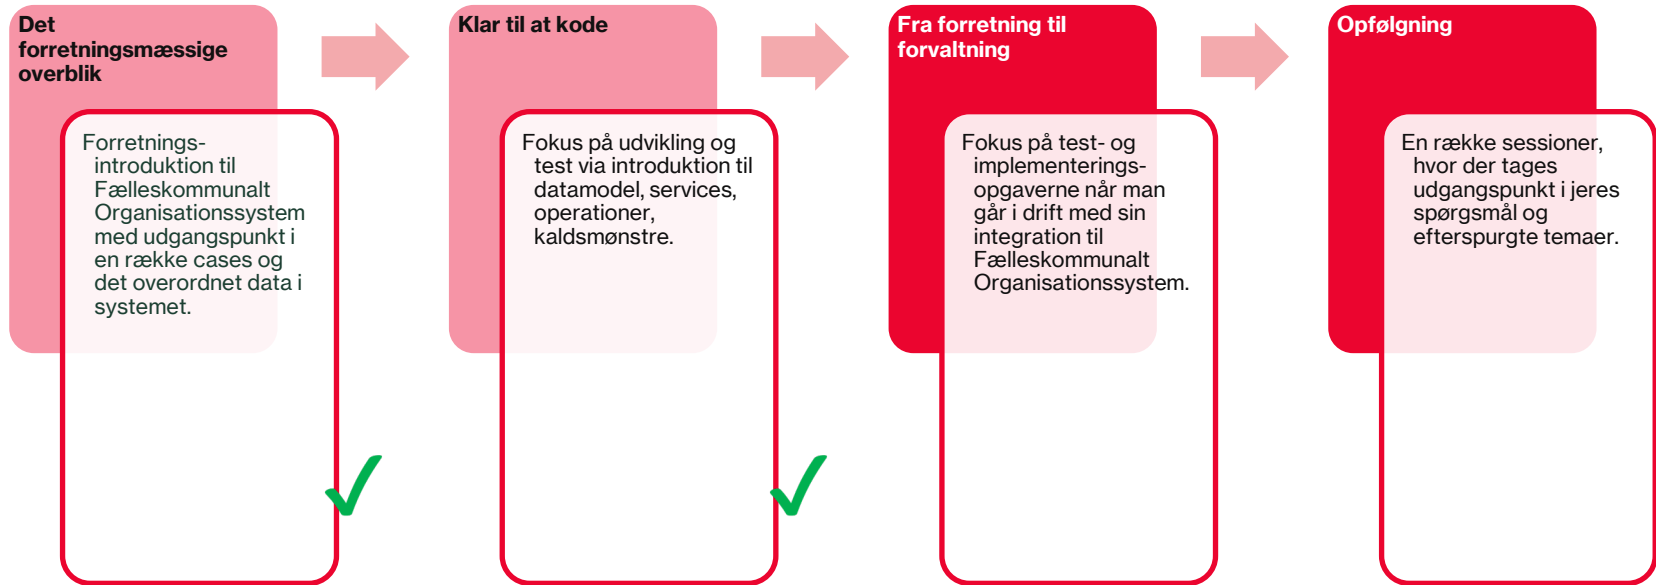 Det
forretningsmæssige
overblik
Forretnings-
introduktion til
Fælleskommunalt
Organisationssystem
med udgangspunkt i
en række cases og
det overordnet data i
systemet.
Klar til at kode
Fokus på udvikling og
test via introduktion til
datamodel, services,
operationer,
kaldsmønstre.
Fra forretning til
forvaltning
Fokus på test- og
implementerings-
opgaverne når man
går i drift med sin
integration til
Fælleskommunalt
Organisationssystem.
Opfølgning
En række sessioner,
hvor der tages
udgangspunkt i jeres
spørgsmål og
efterspurgte temaer.